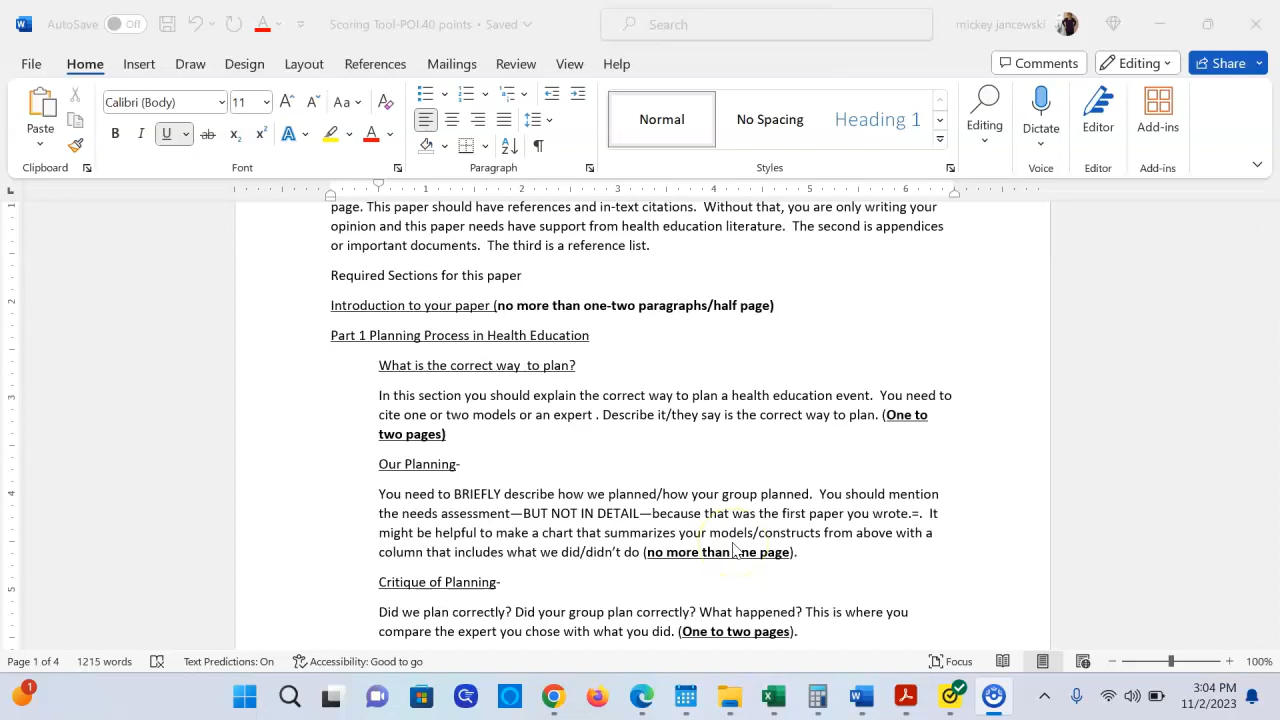 AutoSave Off Scoring Tool-POI.40 points • Saved Search mickey jancewski
File Home Insert Draw Design Layout References Mailings Review View Help Comments Editing Share
Paste Calibri (Body) 11 Aa Normal No Spacing Heading 1 Editing Dictate Editor Add-ins
Clipboard Font Paragraph Styles Voice Editor Add-ins
1 2 3 4 5 6
page. This paper should have references and in-text citations.  Without that, you are only writing your
opinion and this paper needs have support from health education literature.  The second is appendices
or important documents.  The third is a reference list.
Required Sections for this paper
Introduction to your paper (no more than one-two paragraphs/half page)
Part 1 Planning Process in Health Education
What is the correct way  to plan?
In this section you should explain the correct way to plan a health education event.  You need to
cite one or two models or an expert . Describe it/they say is the correct way to plan. (One to
two pages)
Our Planning-
You need to BRIEFLY describe how we planned/how your group planned.  You should mention
the needs assessment—BUT NOT IN DETAIL—because that was the first paper you wrote.=.  It
might be helpful to make a chart that summarizes your models/constructs from above with a
column that includes what we did/didn't do (no more than one page).
Critique of Planning-
Did we plan correctly? Did your group plan correctly? What happened? This is where you
compare the expert you chose with what you did. (One to two pages).
Page 1 of 4 1215 words Text Predictions: On Accessibility: Good to go Focus 100%
3:04 PM
11/2/2023